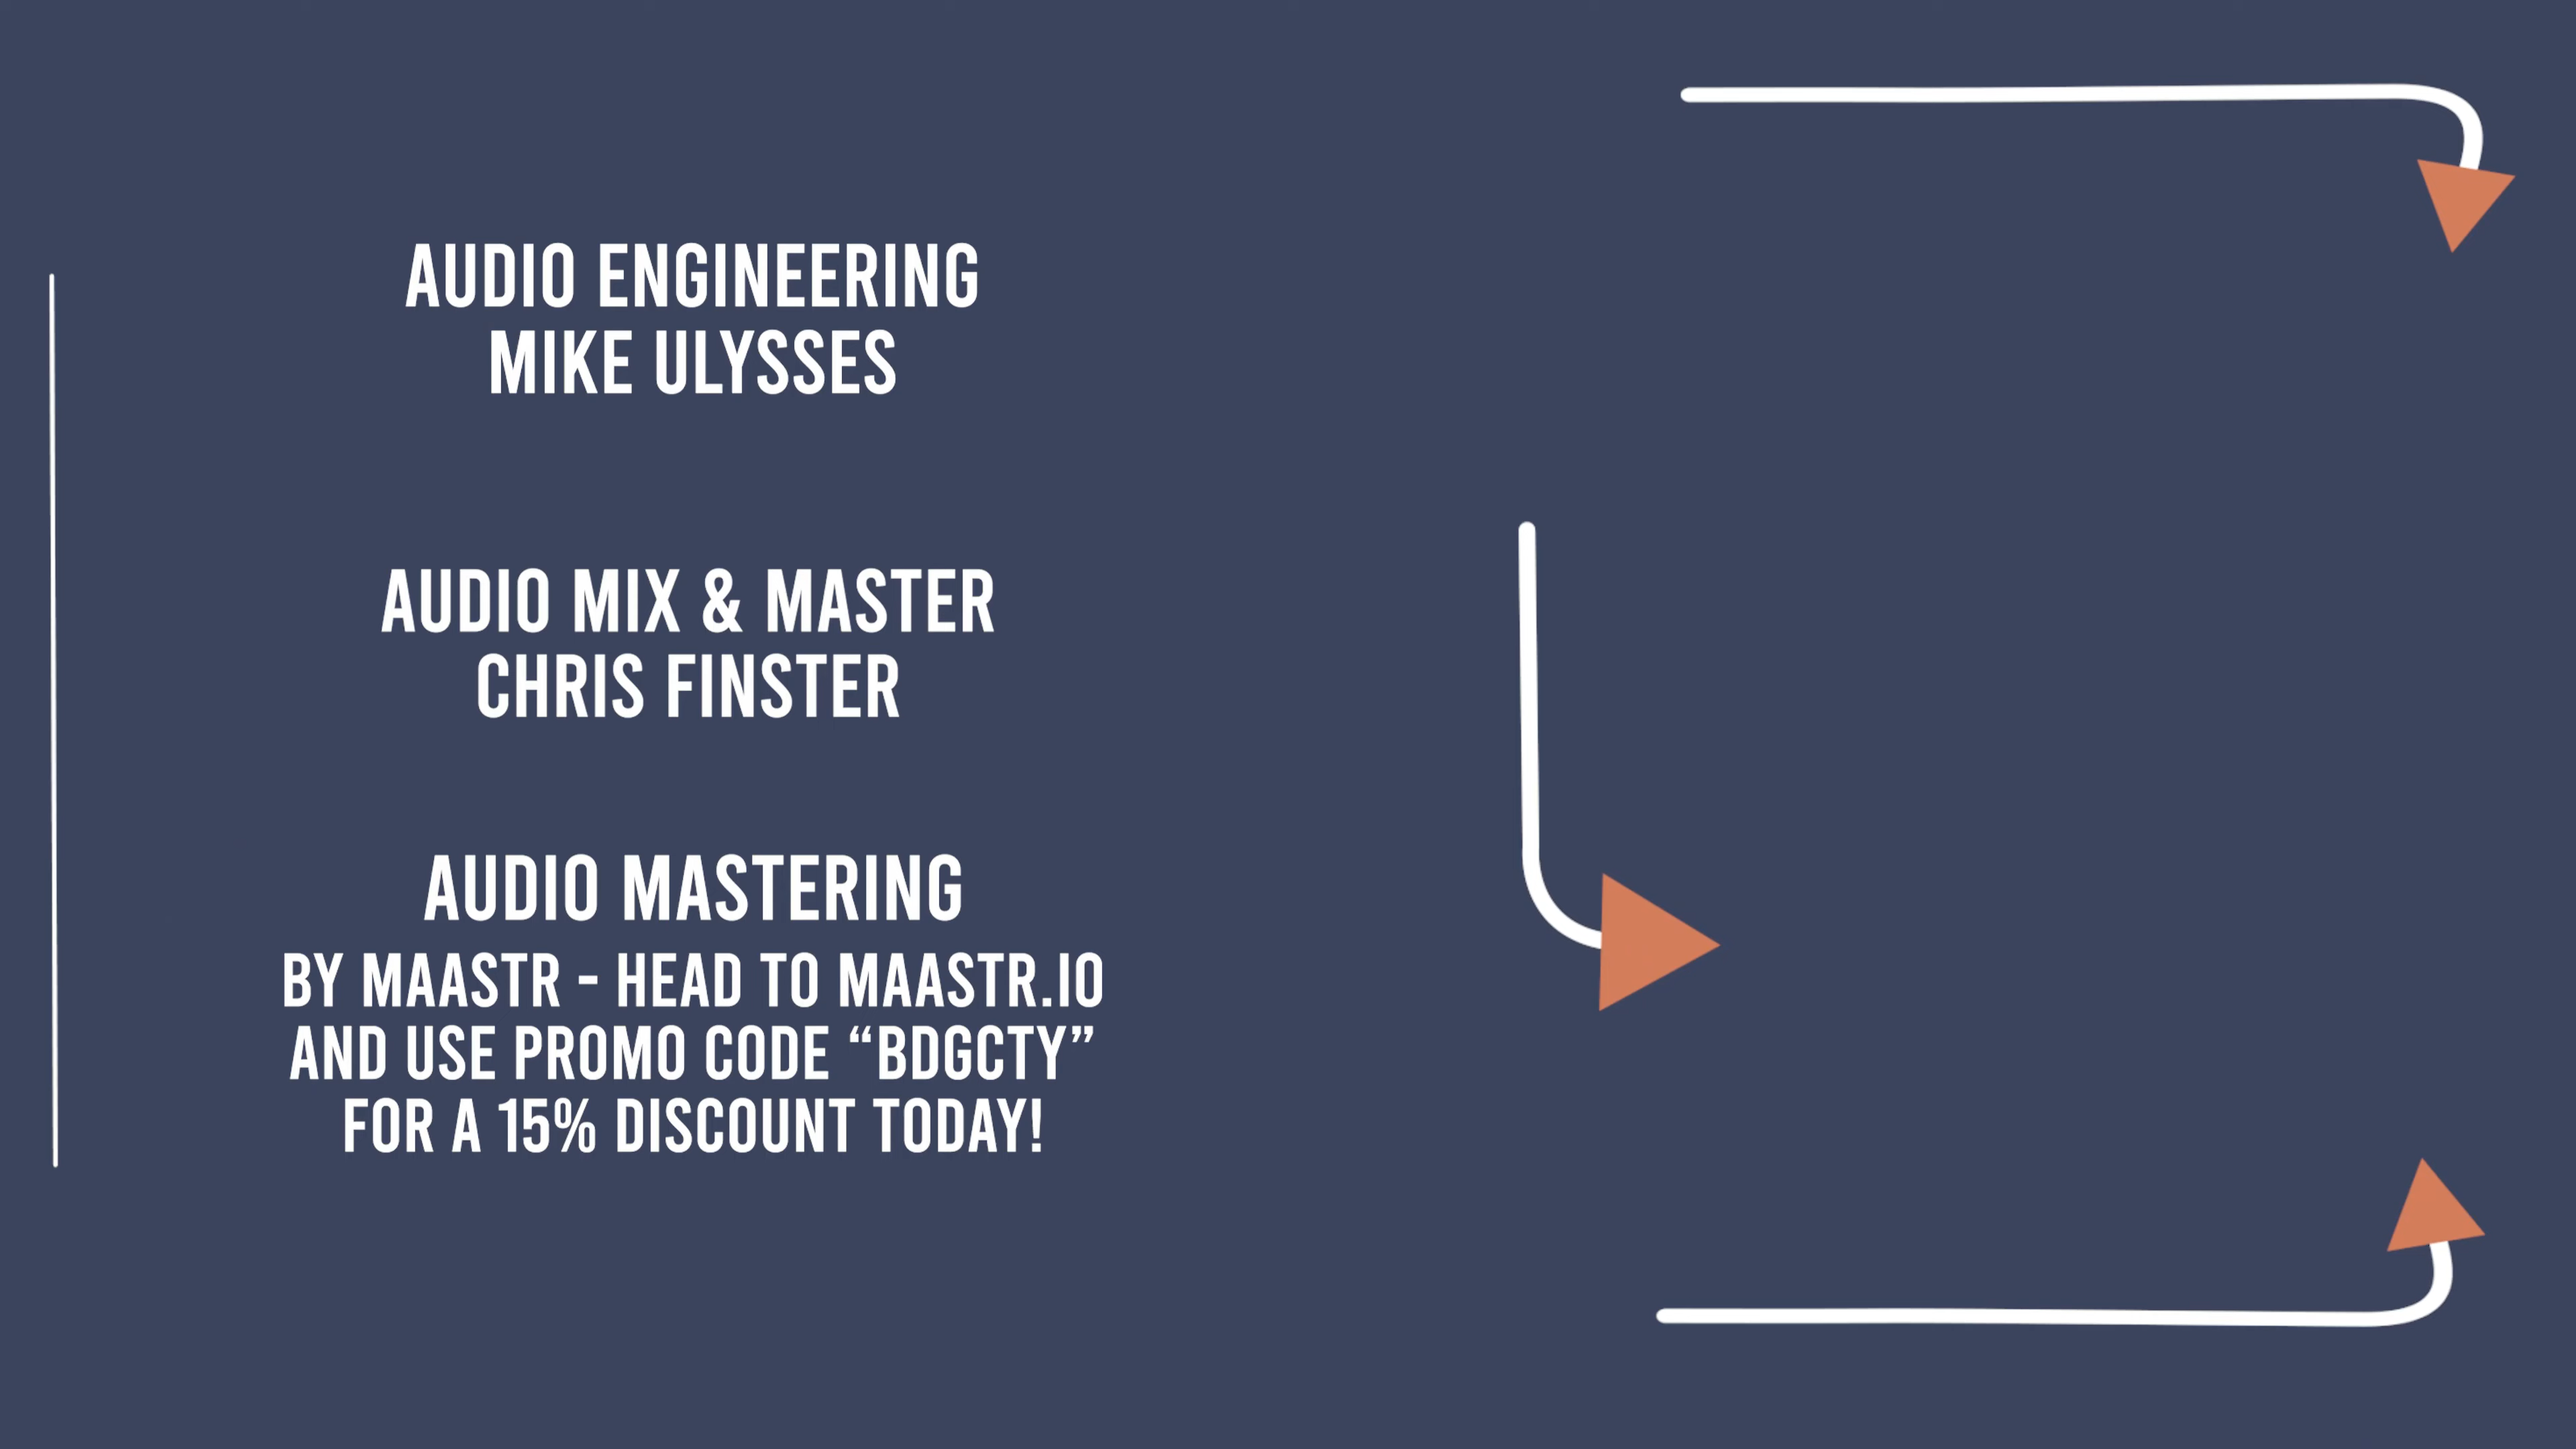 AUDIO ENGINEERING
MIKE ULYSSES
AUDIO MIX & MASTER
CHRIS FINSTER
AUDIO MASTERING
BY MAASTR - HEAD TO MAASTR.IO
AND USE PROMO CODE “BDGCTY”
FOR A 15% DISCOUNT TODAY!